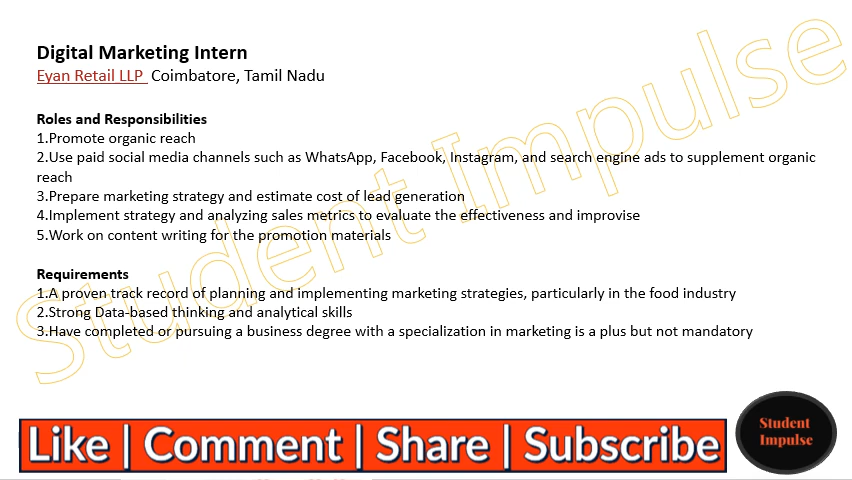 Digital Marketing Intern
Eyan Retail LLP Coimbatore, Tamil Nadu
Roles and Responsibilities
1.Promote organic reach
2.Use paid social media channels such as WhatsApp, Facebook, Instagram, and search engine ads to supplement organic
reach
3.Prepare marketing strategy and estimate cost of lead generation
4.Implement strategy and analyzing sales metrics to evaluate the effectiveness and improvise
5.Work on content writing for the promotion materials
Requirements
1.A proven track record of planning and implementing marketing strategies, particularly in the food industry
2.Strong Data-based thinking and analytical skills
3.Have completed or pursuing a business degree with a specialization in marketing is a plus but not mandatory
Student Impulse
Like | Comment | Share | Subscribe
Student
Impulse